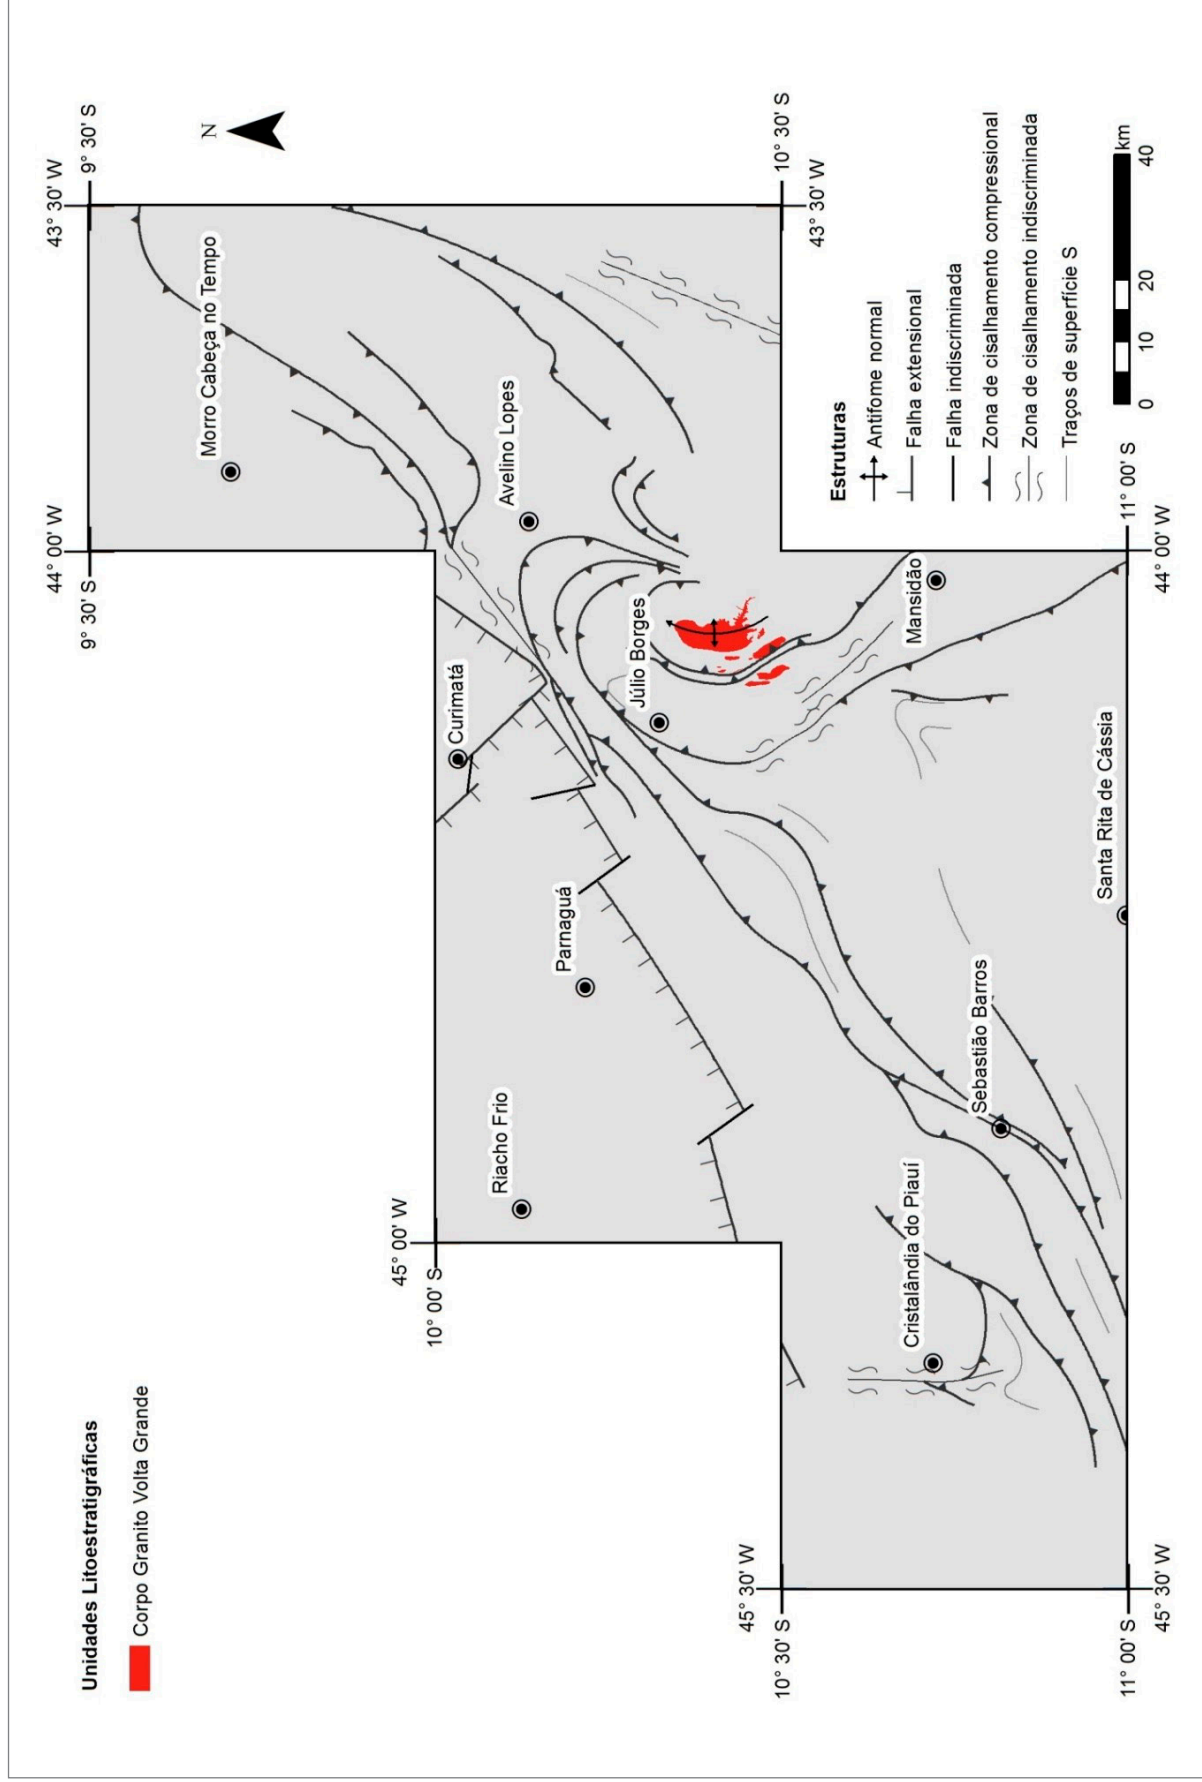 Unidades Litoestratigráficas
Corpo Granito Volta Grande
44° 00' W
43° 30' W
9° 30' S
9° 30' S
N
Morro Cabeça no Tempo
45° 00' W
10° 00' S
Curimatá
Avelino Lopes
Riacho Frio
Parnaguá
Júlio Borges
45° 30' W
10° 30' S
10° 30' S
43° 30' W
Cristalândia do Piauí
Sebastião Barros
Mansidão
Santa Rita de Cássia
11° 00' S
45° 30' W
11° 00' S
44° 00' W
Estruturas
Antifome normal
Falha extensional
Falha indiscriminada
Zona de cisalhamento compressional
Zona de cisalhamento indiscriminada
Traços de superfície S
0 10 20 40
km